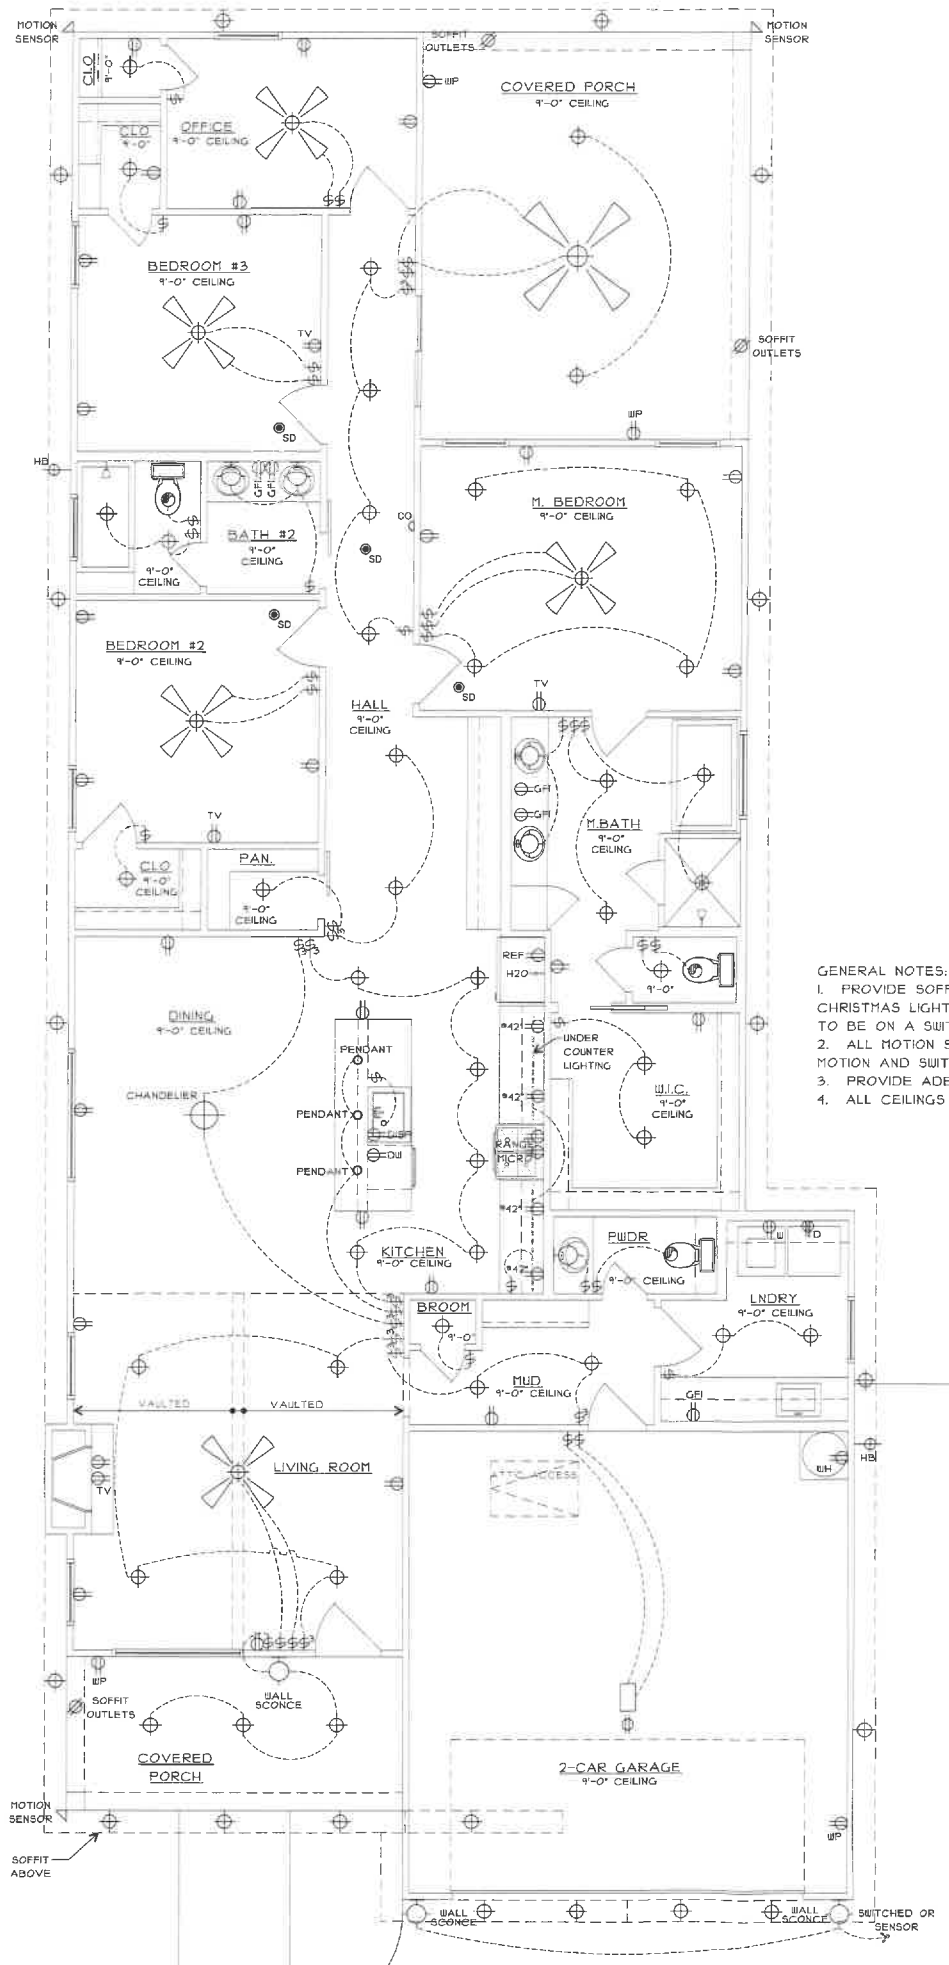 MOTION
SENSOR
SOFFIT
OUTLETS
MOTION
SENSOR
CLO
9'-0"
WP
COVERED PORCH
9'-0" CEILING
CLO
9'-0"
OFFICE
9'-0" CEILING
BEDROOM #3
9'-0" CEILING
TV
SOFFIT
OUTLETS
SD
WP
HB
GFI
GFI
BATH #2
9'-0"
CEILING
9'-0"
CEILING
CO
SD
M. BEDROOM
9'-0" CEILING
SD
BEDROOM #2
9'-0" CEILING
SD
TV
HALL
9'-0"
CEILING
TV
GFI
GFI
M.BATH
9'-0"
CEILING
CLO
9'-0"
CEILING
PAN.
9'-0"
CEILING
REF
H2O
9'-0"
GENERAL NOTES:
1. PROVIDE SOFF
CHRISTMAS LIGHT
TO BE ON A SWIT
2. ALL MOTION S
MOTION AND SWIT
3. PROVIDE ADE
4. ALL CEILINGS
DINING
9'-0" CEILING
CHANDELIER
PENDANT
PENDANT
PENDANT
DISP
DW
42"
UNDER
COUNTER
LIGHTING
42"
RANGE
MICRO
42"
42"
W.I.C.
9'-0"
CEILING
KITCHEN
9'-0" CEILING
PWDR
9'-0" CEILING
W
D
LNDRY
9'-0" CEILING
BROOM
9'-0"
MUD
9'-0" CEILING
GFI
VAULTED
VAULTED
LIVING ROOM
TV
ATTIC ACCESS
WH
HB
WP
SOFFIT
OUTLETS
WALL
SCONCE
COVERED
PORCH
2-CAR GARAGE
9'-0" CEILING
MOTION
SENSOR
SOFFIT
ABOVE
WP
WALL
SCONCE
WALL
SCONCE
SWITCHED OR
SENSOR